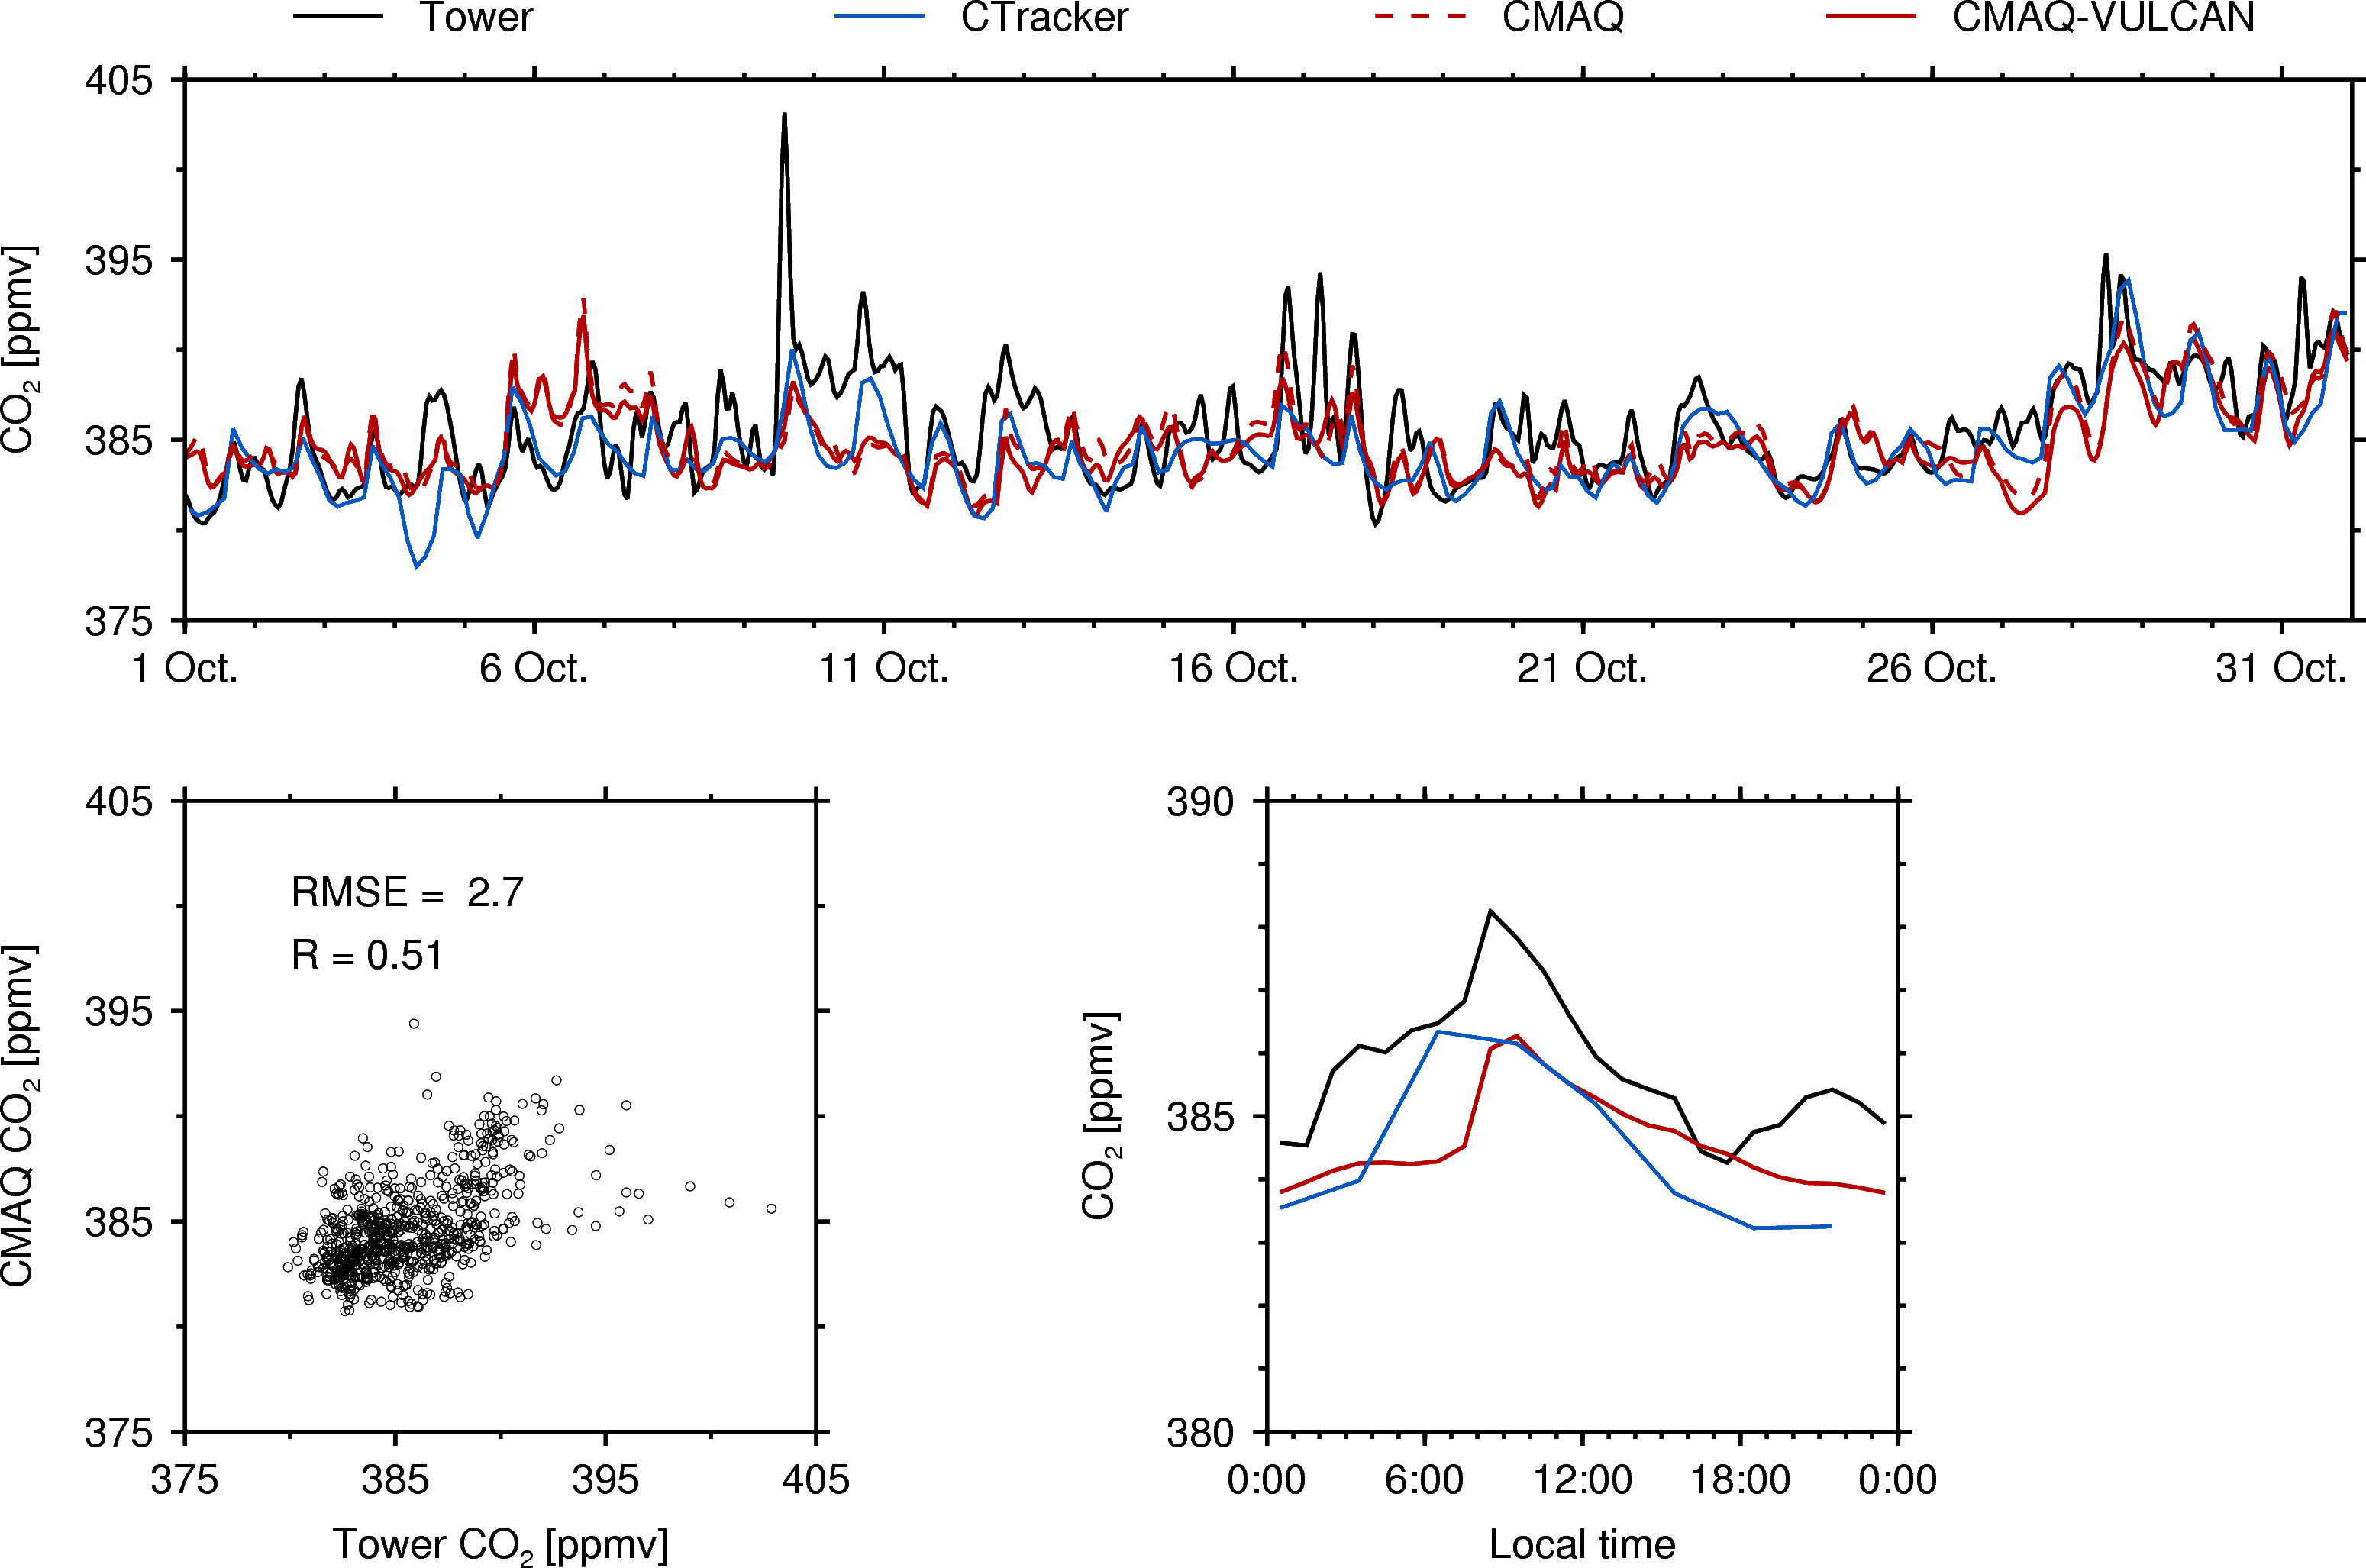 Tower CTracker CMAQ CMAQ-VULCAN
CO₂ [ppmv]
405
395
385
375
1 Oct. 6 Oct. 11 Oct. 16 Oct. 21 Oct. 26 Oct. 31 Oct.
CMAQ CO₂ [ppmv]
405
395
385
375
RMSE = 2.7
R = 0.51
375 385 395 405
Tower CO₂ [ppmv]
CO₂ [ppmv]
390
385
380
0:00 6:00 12:00 18:00 0:00
Local time